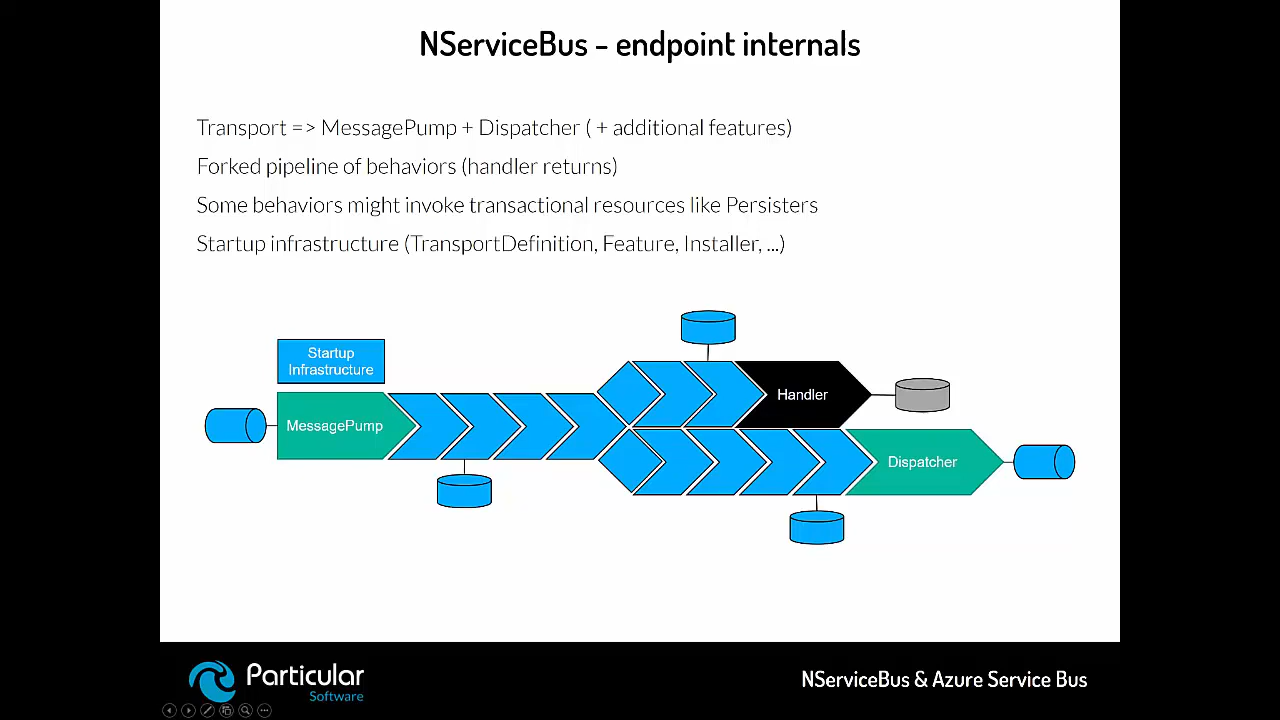 NServiceBus - endpoint internals
Transport => MessagePump + Dispatcher ( + additional features)
Forked pipeline of behaviors (handler returns)
Some behaviors might invoke transactional resources like Persisters
Startup infrastructure (TransportDefinition, Feature, Installer, ...)
Startup
Infrastructure
Handler
MessagePump
Dispatcher
Particular
Software
NServiceBus & Azure Service Bus